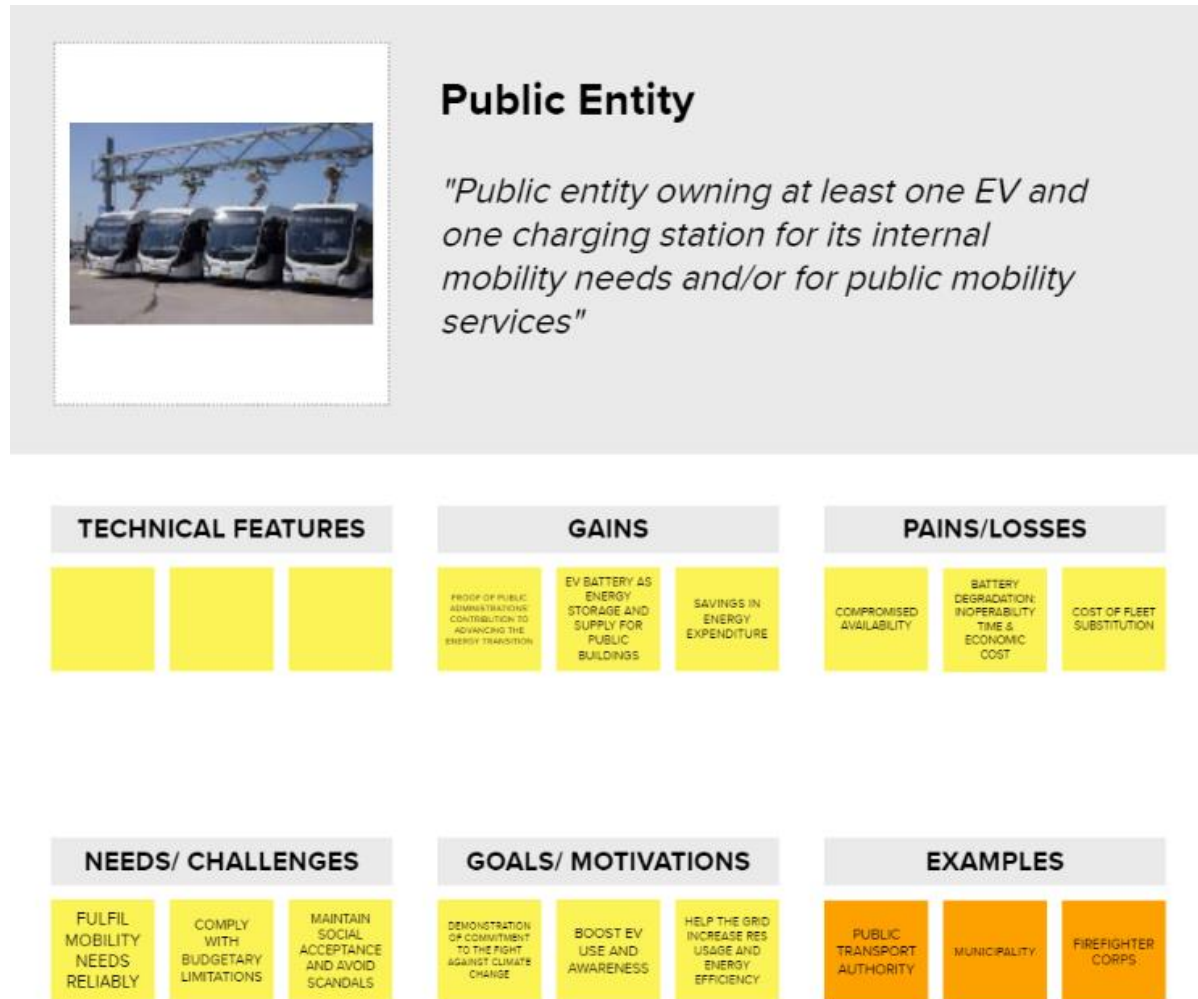 Public Entity
"Public entity owning at least one EV and
one charging station for its internal
mobility needs and/or for public mobility
services"
TECHNICAL FEATURES
GAINS
PROOF OF PUBLIC
ADMINISTRATIONS'
CONTRIBUTION TO
ADVANCING THE
ENERGY TRANSITION
EV BATTERY AS
ENERGY
STORAGE AND
SUPPLY FOR
PUBLIC
BUILDINGS
SAVINGS IN
ENERGY
EXPENDITURE
PAINS/LOSSES
COMPROMISED
AVAILABILITY
BATTERY
DEGRADATION:
INOPERABILITY
TIME &
ECONOMIC
COST
COST OF FLEET
SUBSTITUTION
NEEDS/ CHALLENGES
FULFIL
MOBILITY
NEEDS
RELIABLY
COMPLY
WITH
BUDGETARY
LIMITATIONS
MAINTAIN
SOCIAL
ACCEPTANCE
AND AVOID
SCANDALS
GOALS/ MOTIVATIONS
DEMONSTRATION
OF COMMITMENT
TO THE FIGHT
AGAINST CLIMATE
CHANGE
BOOST EV
USE AND
AWARENESS
HELP THE GRID
INCREASE RES
USAGE AND
ENERGY
EFFICIENCY
EXAMPLES
PUBLIC
TRANSPORT
AUTHORITY
MUNICIPALITY
FIREFIGHTER
CORPS